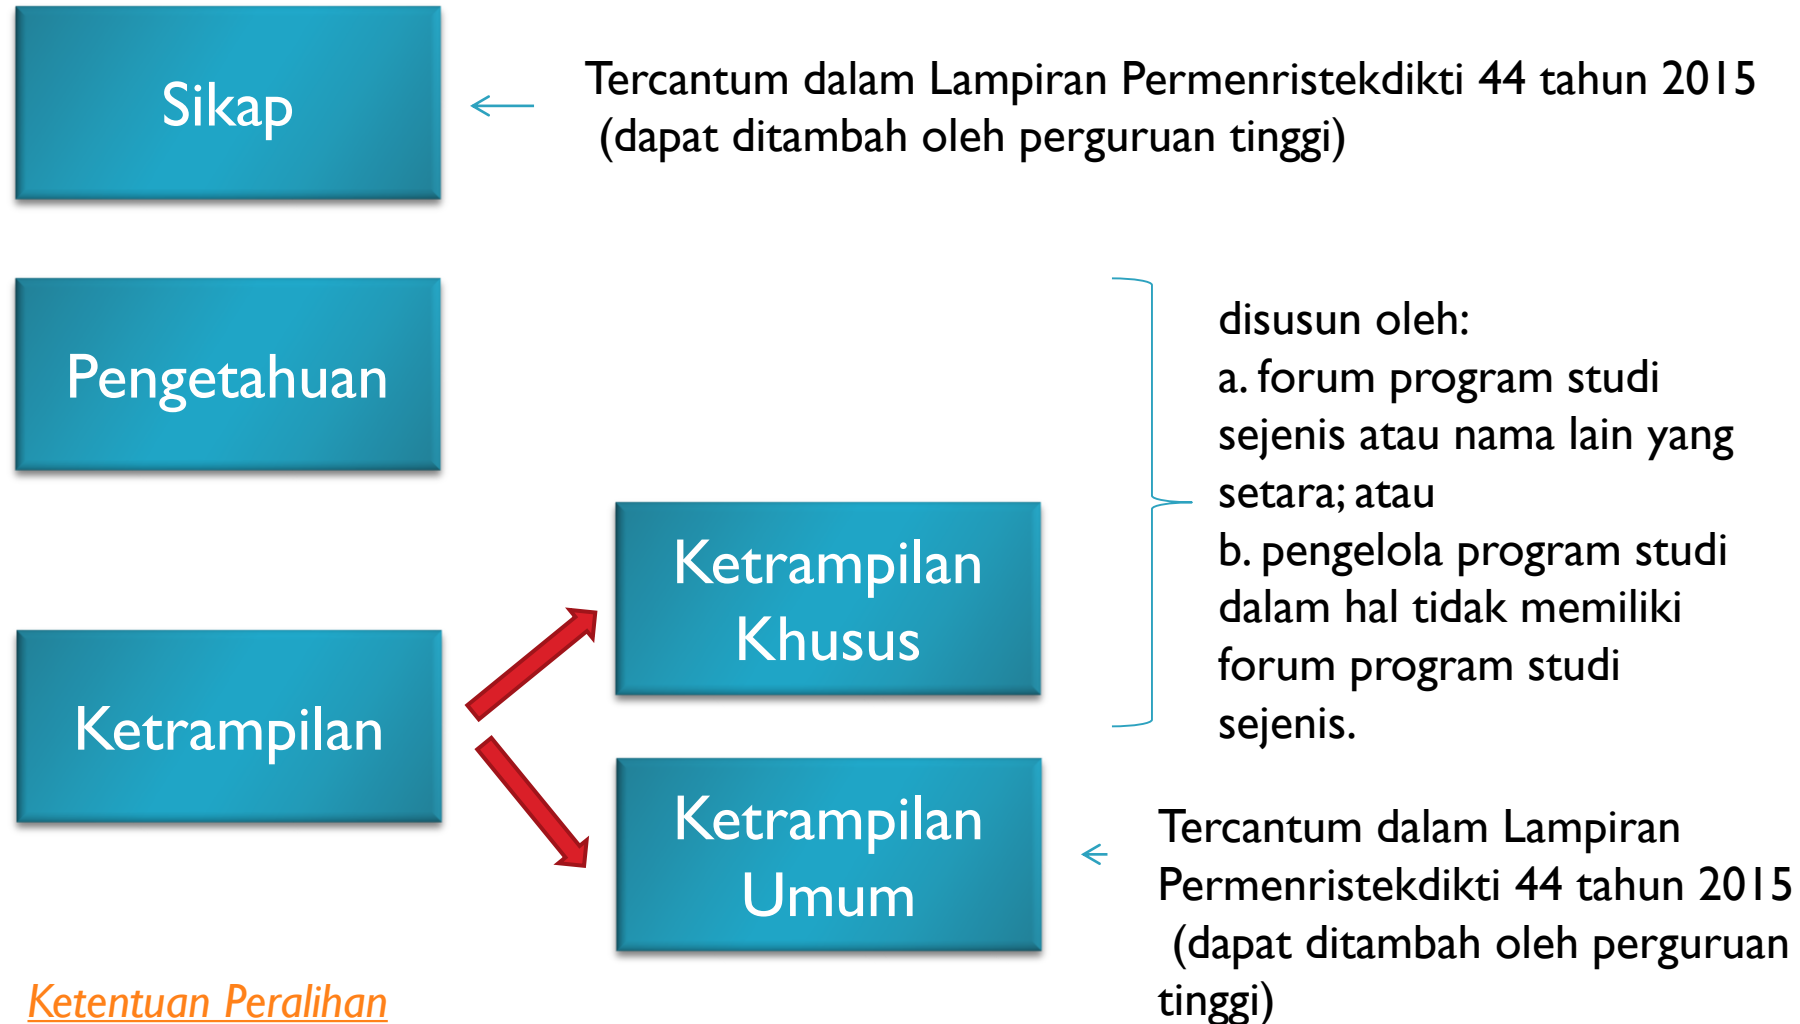 Sikap
Tercantum dalam Lampiran Permenristekdikti 44 tahun 2015
(dapat ditambah oleh perguruan tinggi)
Pengetahuan
disusun oleh:
a. forum program studi
sejenis atau nama lain yang
setara; atau
b. pengelola program studi
dalam hal tidak memiliki
forum program studi
sejenis.
Ketrampilan
Khusus
Ketrampilan
Ketrampilan
Umum
Tercantum dalam Lampiran
Permenristekdikti 44 tahun 2015
(dapat ditambah oleh perguruan
tinggi)
Ketentuan Peralihan